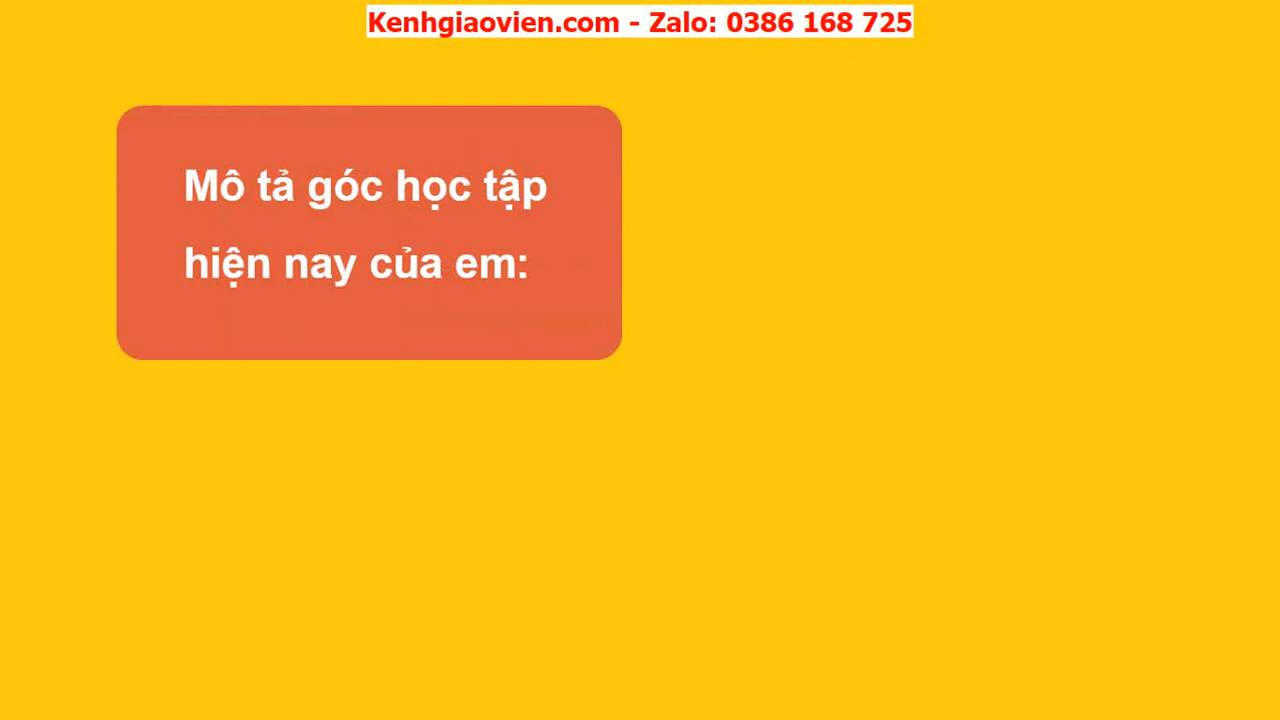 Kenhgiaovien.com - Zalo: 0386 168 725
Mô tả góc học tập
hiện nay của em: